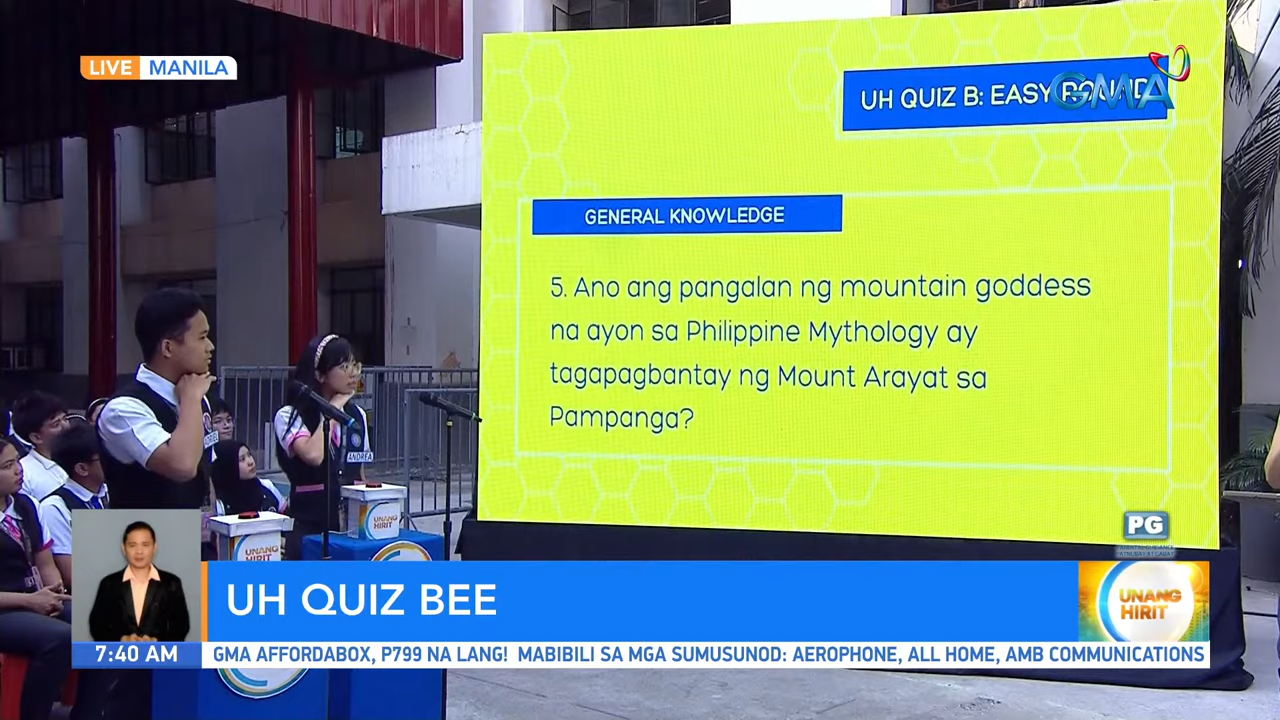 LIVE MANILA
GMA
UH QUIZ B: EASY ROUND
GENERAL KNOWLEDGE
5. Ano ang pangalan ng mountain goddess
na ayon sa Philippine Mythology ay
tagapagbantay ng Mount Arayat sa
Pampanga?
ANDREA
UNANG
HIRIT
UNANG
HIRIT
PG
UH QUIZ BEE
UNANG
HIRIT
7:40 AM
GMA AFFORDABOX, P799 NA LANG! MABIBILI SA MGA SUMUSUNOD: AEROPHONE, ALL HOME, AMB COMMUNICATIONS